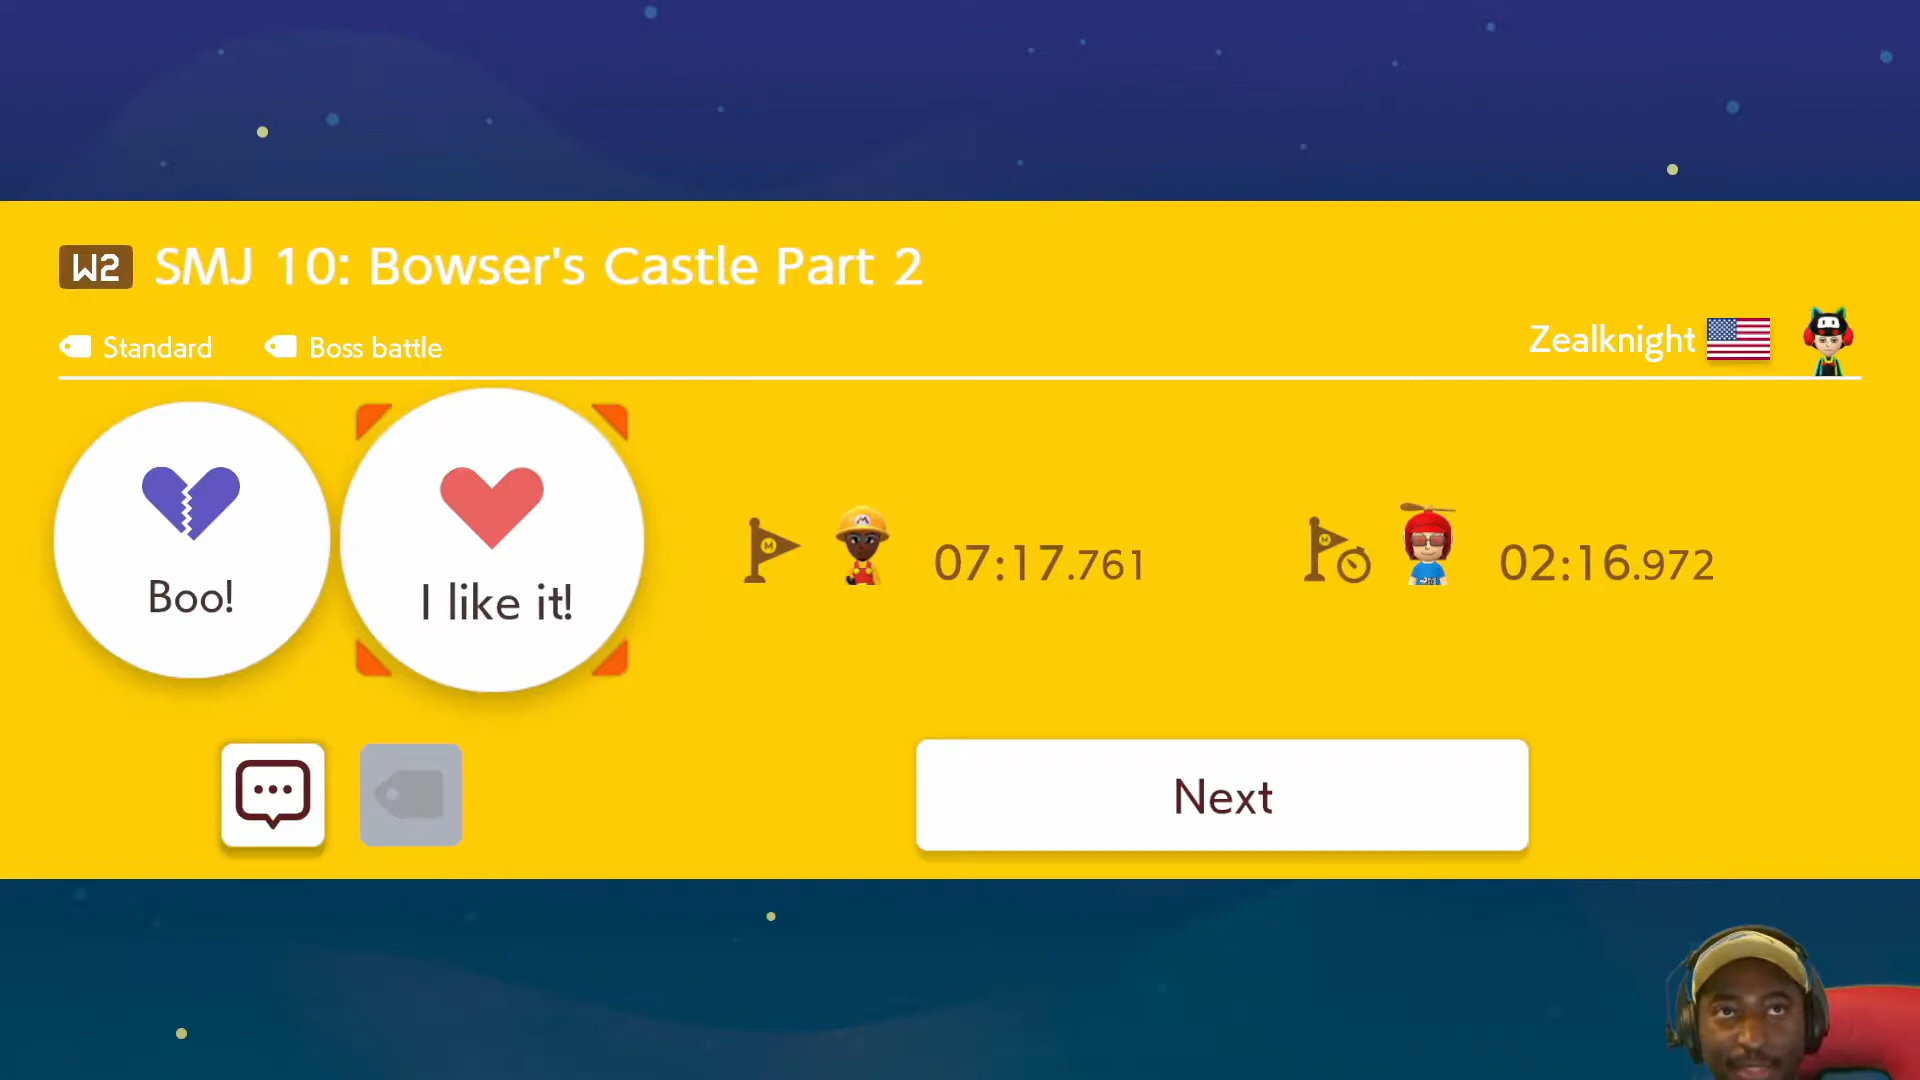 W2 SMJ 10: Bowser's Castle Part 2
Standard Boss battle
Zealknight
Boo!
I like it!
M 07:17.761
M 02:16.972
Next